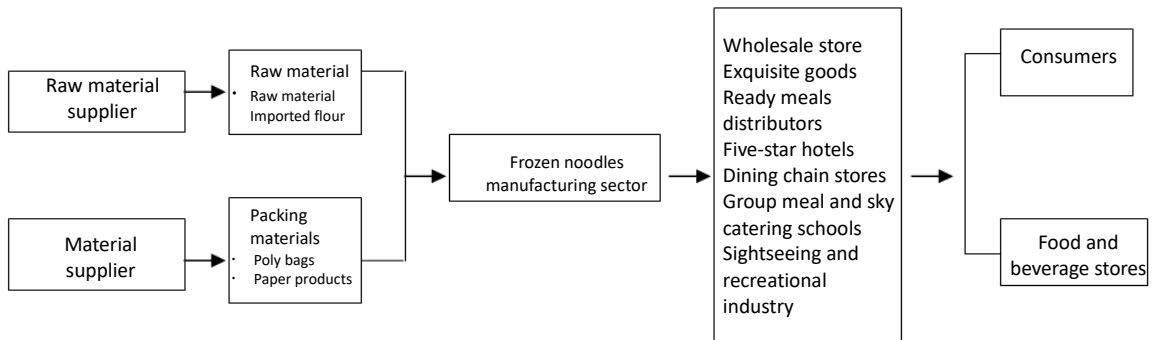 Raw material
supplier
Raw material
· Raw material
Imported flour
Material
supplier
Packing
materials
· Poly bags
· Paper products
Frozen noodles
manufacturing sector
Wholesale store
Exquisite goods
Ready meals
distributors
Five-star hotels
Dining chain stores
Group meal and sky
catering schools
Sightseeing and
recreational
industry
Consumers
Food and
beverage stores